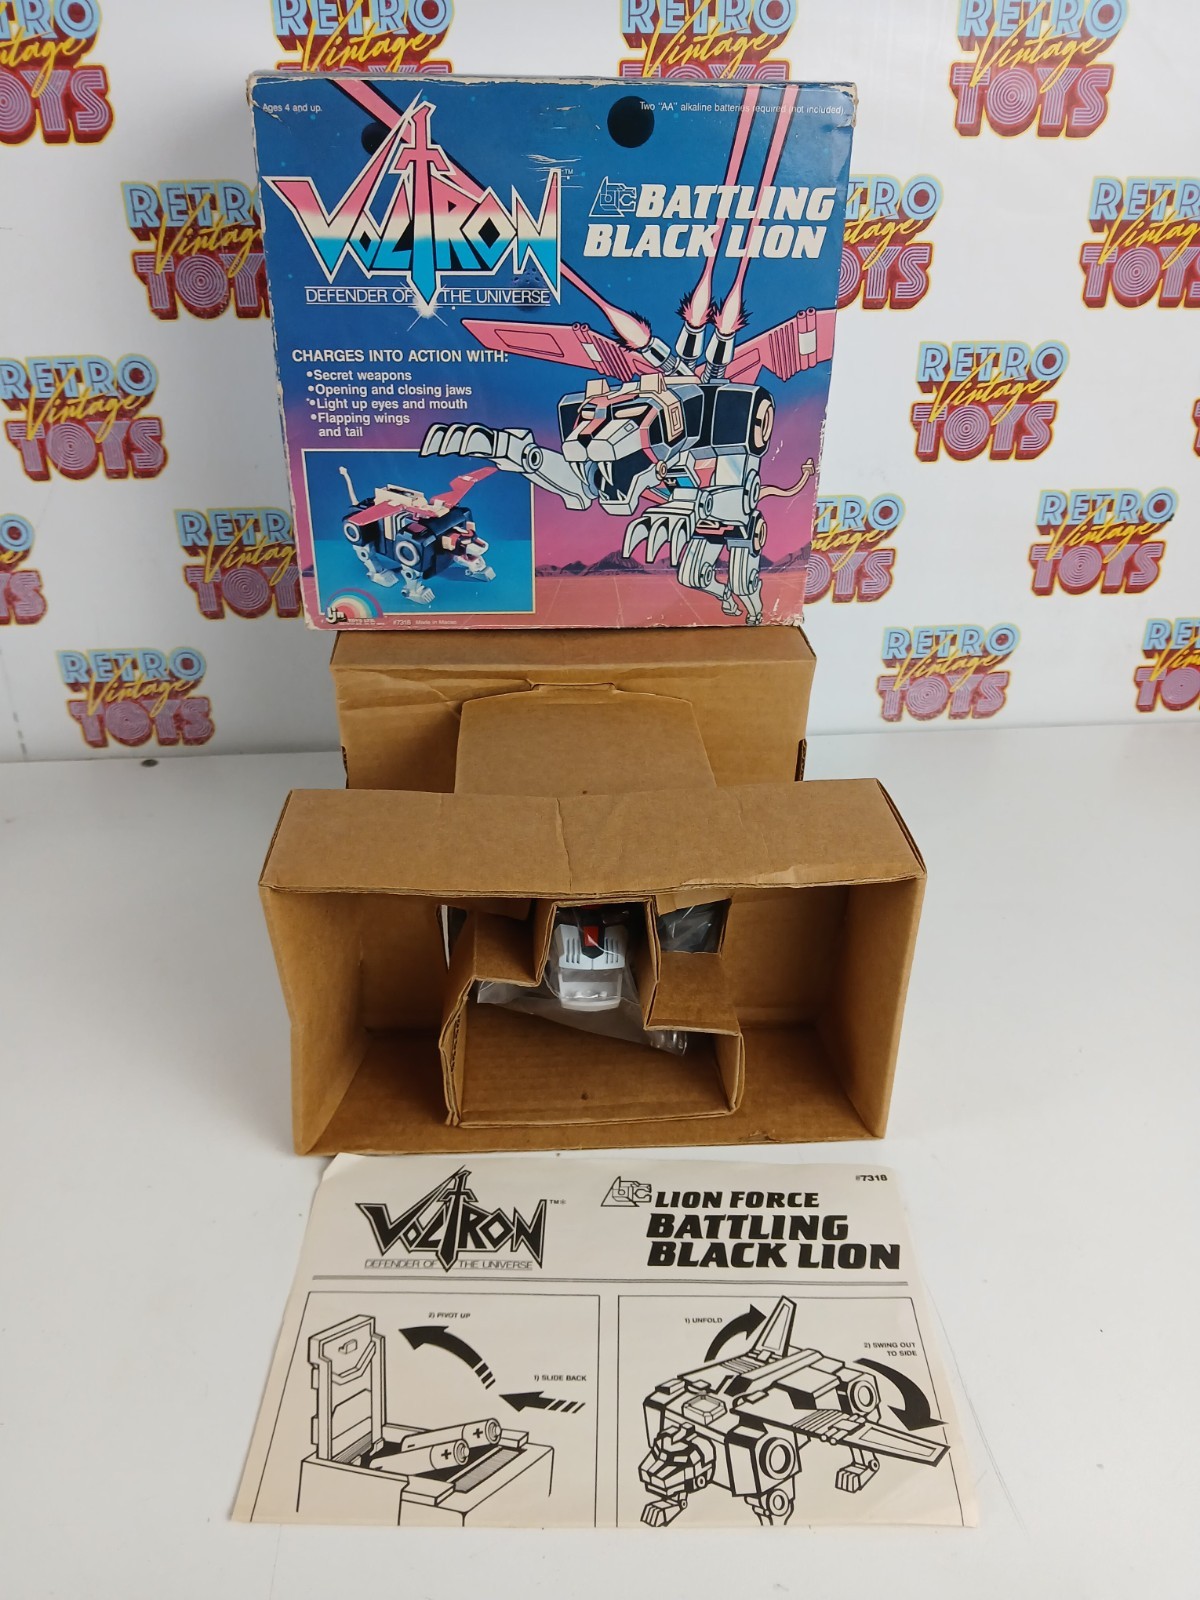 RETRO
Vintage
TOYS
Ages 4 and up.
Two "AA" alkaline batteries required (not included).
VOLTRON™
DEFENDER OF THE UNIVERSE
BATTLING
BLACK LION
CHARGES INTO ACTION WITH:
•Secret weapons
•Opening and closing jaws
•Light up eyes and mouth
•Flapping wings
and tail
ljn
#7318 Made in Macao
#7318
VOLTRON™®
DEFENDER OF THE UNIVERSE
LION FORCE
BATTLING
BLACK LION
2) PIVOT UP
1) SLIDE BACK
1) UNFOLD
2) SWING OUT
TO SIDE